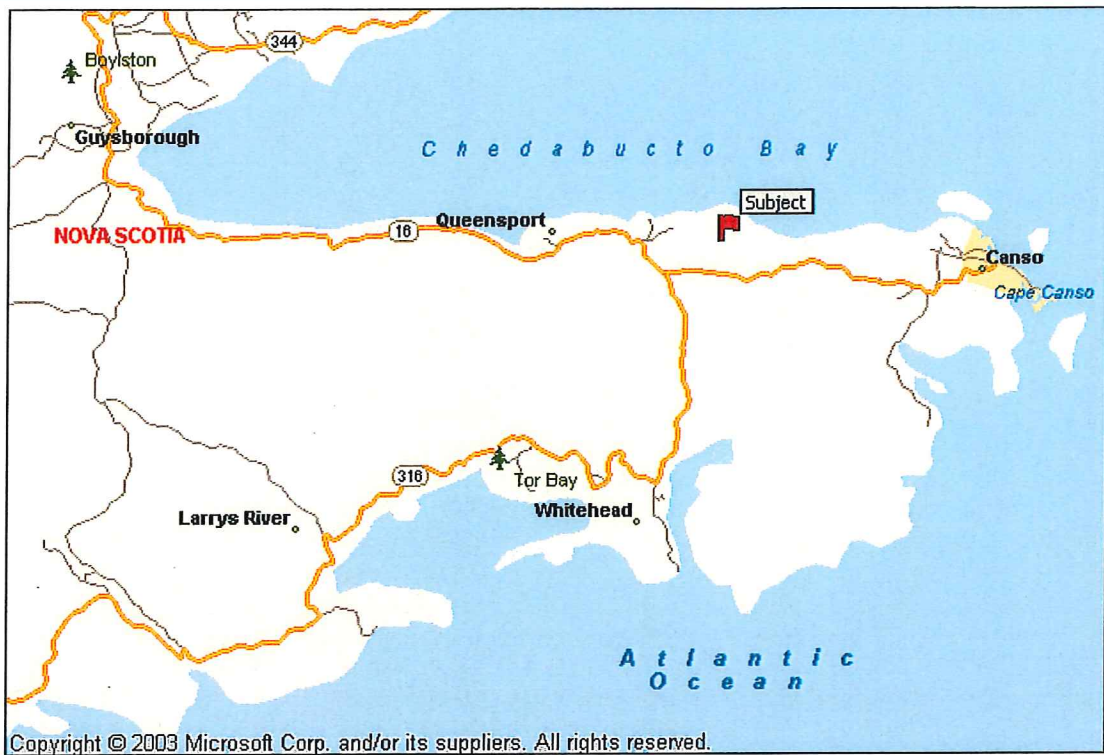 344
Boylston
Guysborough
Chedabucto Bay
Subject
Queensport
NOVA SCOTIA
16
Canso
Cape Canso
316
Tor Bay
Larrys River
Whitehead
Atlantic
Ocean
Copyright © 2003 Microsoft Corp. and/or its suppliers. All rights reserved.